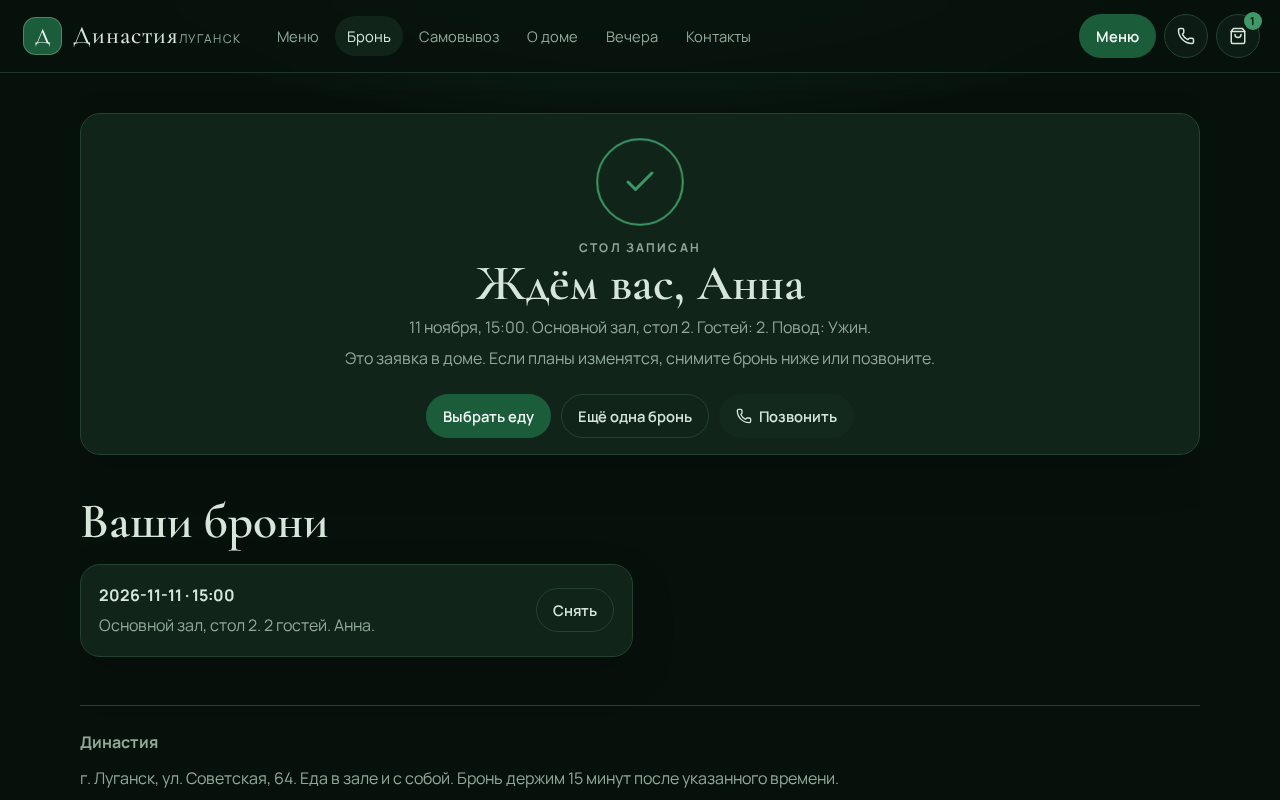 Д ДинастияЛУГАНСК Меню Бронь Самовывоз О доме Вечера Контакты Меню 1
СТОЛ ЗАПИСАН
Ждём вас, Анна
11 ноября, 15:00. Основной зал, стол 2. Гостей: 2. Повод: Ужин.
Это заявка в доме. Если планы изменятся, снимите бронь ниже или позвоните.
Выбрать еду Ещё одна бронь Позвонить
Ваши брони
2026-11-11 · 15:00
Основной зал, стол 2. 2 гостей. Анна.
Снять
Династия
г. Луганск, ул. Советская, 64. Еда в зале и с собой. Бронь держим 15 минут после указанного времени.